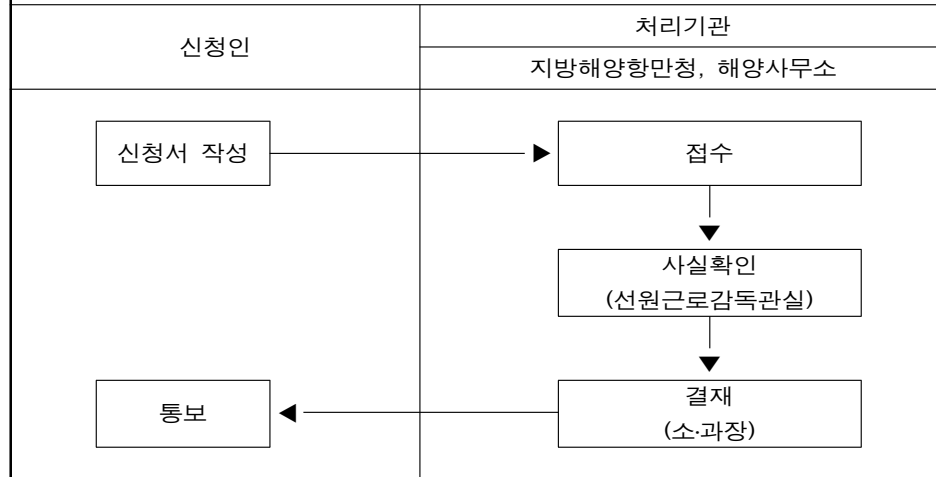 신청인
처리기관
지방해양항만청, 해양사무소
신청서 작성
접수
사실확인
(선원근로감독관실)
통보
결재
(소·과장)